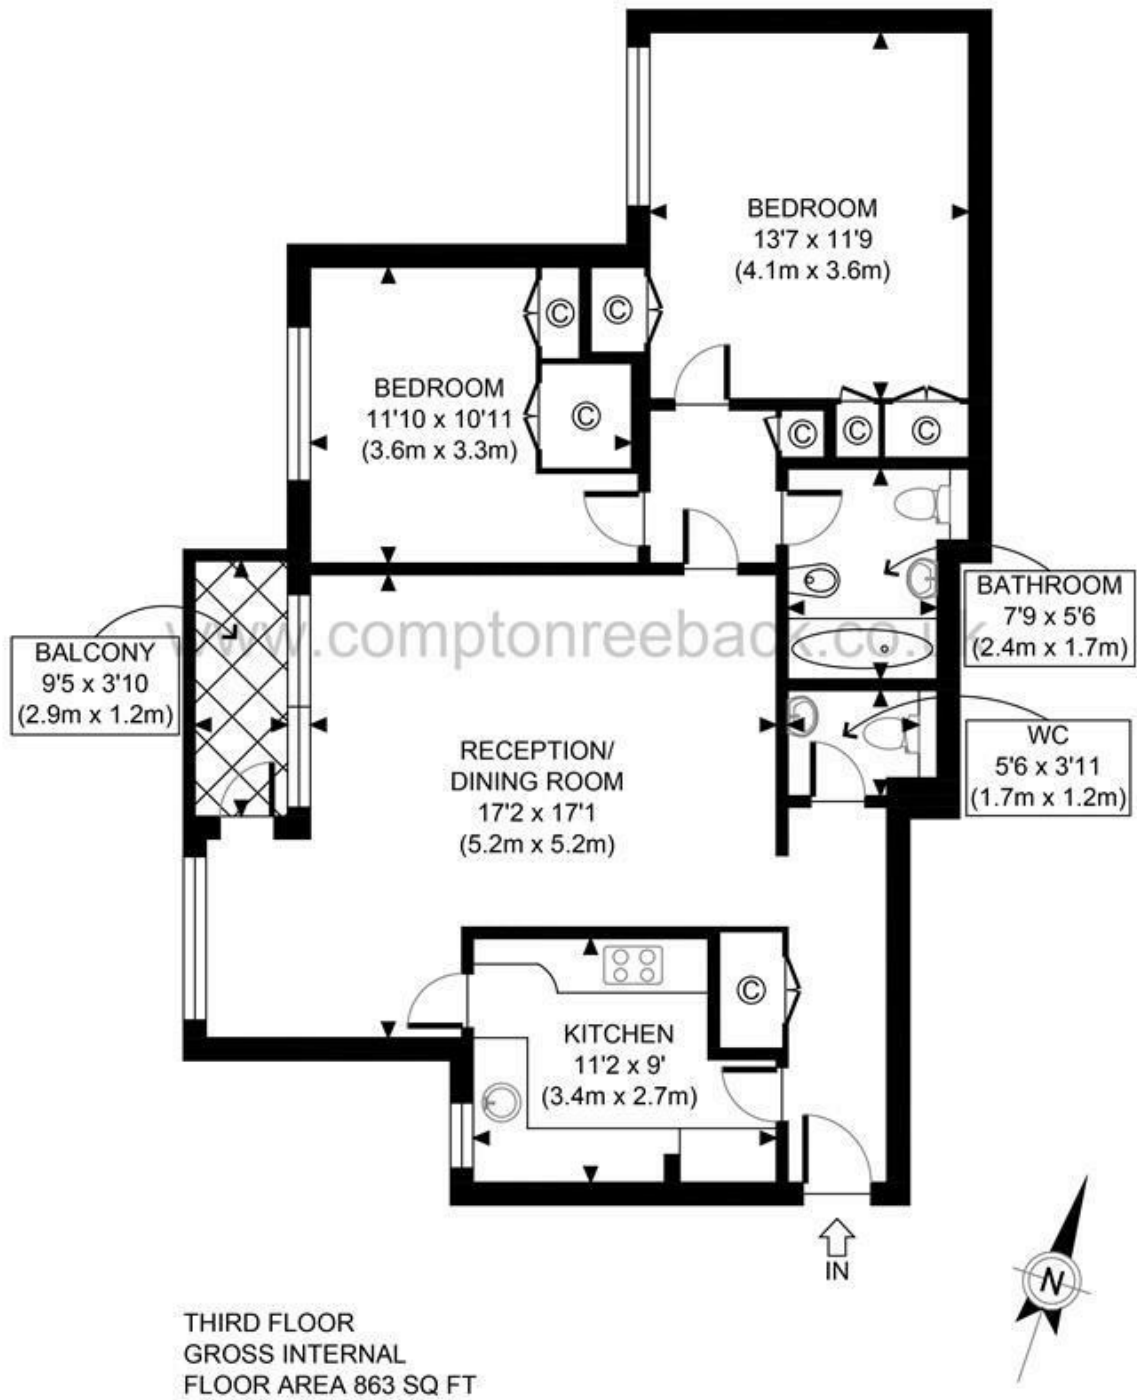 BEDROOM
13'7 x 11'9
(4.1m x 3.6m)
C
C
BEDROOM
11'10 x 10'11
(3.6m x 3.3m)
C
C
C
C
BATHROOM
7'9 x 5'6
(2.4m x 1.7m)
www.comptonreeback.co.uk
BALCONY
9'5 x 3'10
(2.9m x 1.2m)
WC
5'6 x 3'11
(1.7m x 1.2m)
RECEPTION/
DINING ROOM
17'2 x 17'1
(5.2m x 5.2m)
C
KITCHEN
11'2 x 9'
(3.4m x 2.7m)
IN
N
THIRD FLOOR
GROSS INTERNAL
FLOOR AREA 863 SQ FT